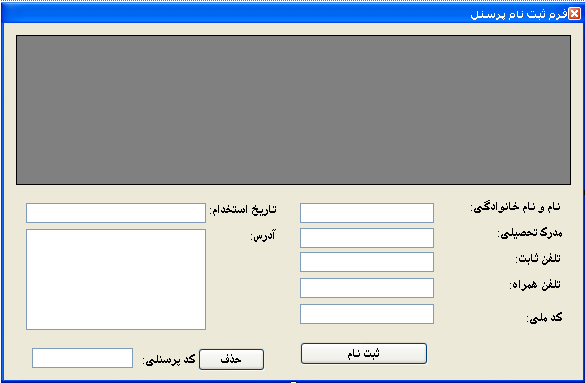 فرم ثبت نام پرسنل
نام و نام خانوادگی:
مدرک تحصیلی:
تلفن ثابت:
تلفن همراه:
کد ملی:
تاریخ استخدام:
آدرس:
ثبت نام
حذف
کد پرسنلی: